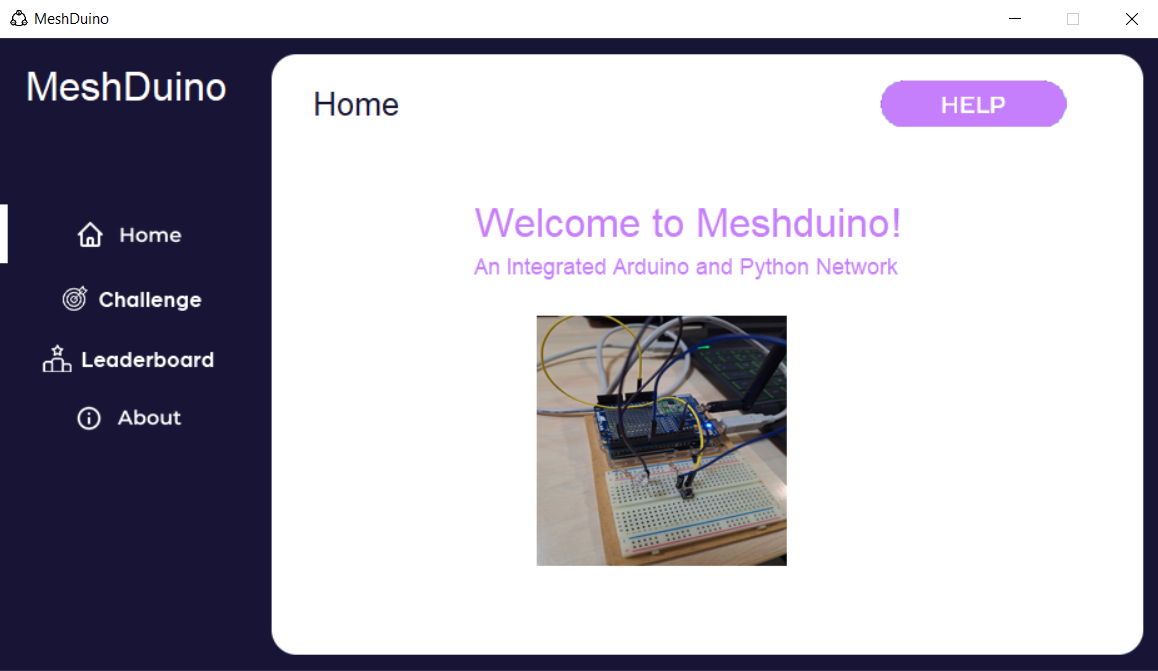 MeshDuino
MeshDuino
Home
Challenge
Leaderboard
About
Home
HELP
Welcome to Meshduino!
An Integrated Arduino and Python Network